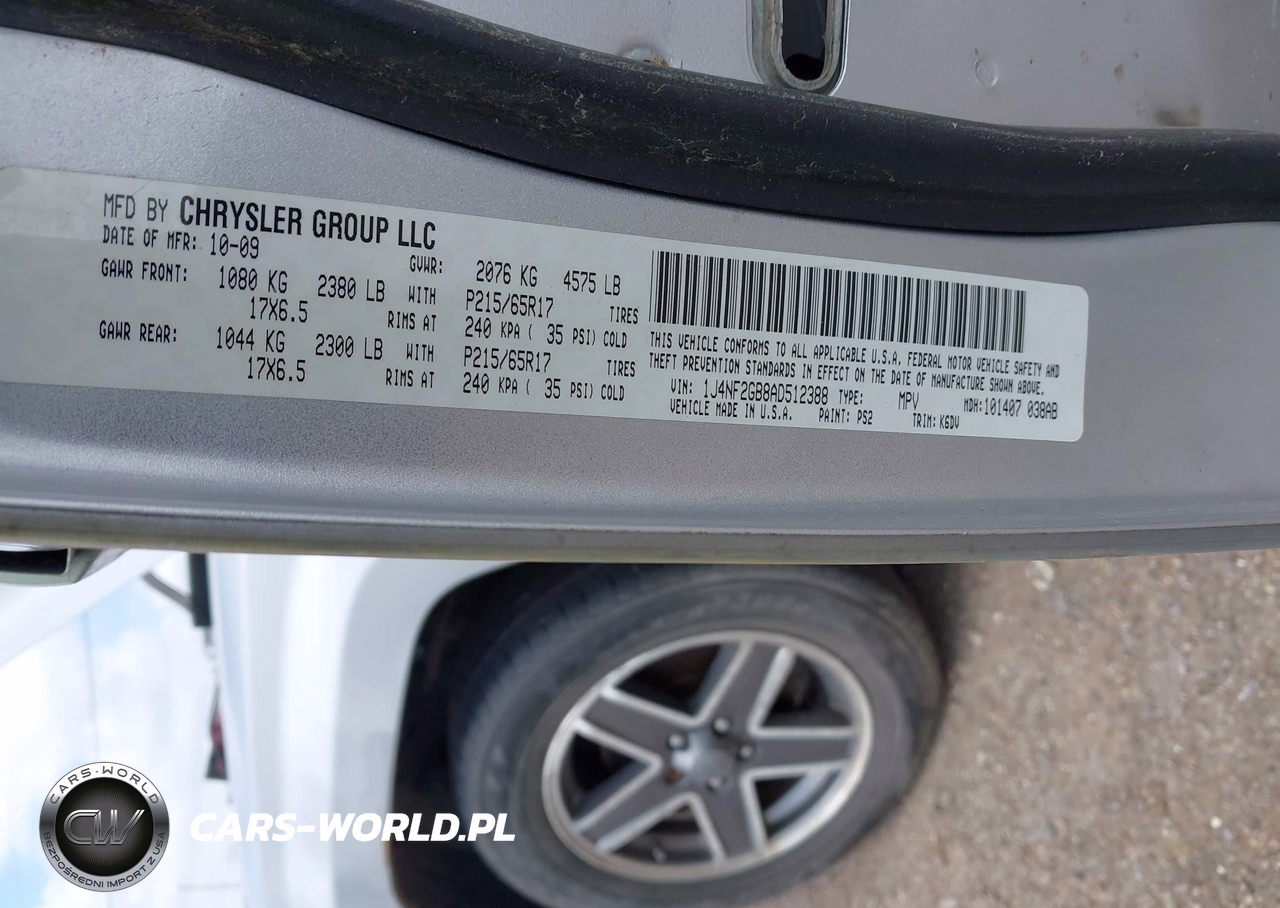 MFD BY CHRYSLER GROUP LLC
DATE OF MFR: 10-09 GVWR: 2076 KG 4575 LB
GAWR FRONT: 1080 KG 2380 LB WITH P215/65R17 TIRES
17X6.5 RIMS AT 240 KPA ( 35 PSI) COLD
GAWR REAR: 1044 KG 2300 LB WITH P215/65R17 TIRES
17X6.5 RIMS AT 240 KPA ( 35 PSI) COLD
THIS VEHICLE CONFORMS TO ALL APPLICABLE U.S.A. FEDERAL MOTOR VEHICLE SAFETY AND
THEFT PREVENTION STANDARDS IN EFFECT ON THE DATE OF MANUFACTURE SHOWN ABOVE.
VIN: 1J4NF2GB8AD512388 TYPE: MPV MDH:101407 038AB
VEHICLE MADE IN U.S.A. PAINT: PS2 TRIM: K6DV
CARS-WORLD
CW
BEZPOŚREDNI IMPORT Z USA
CARS-WORLD.PL